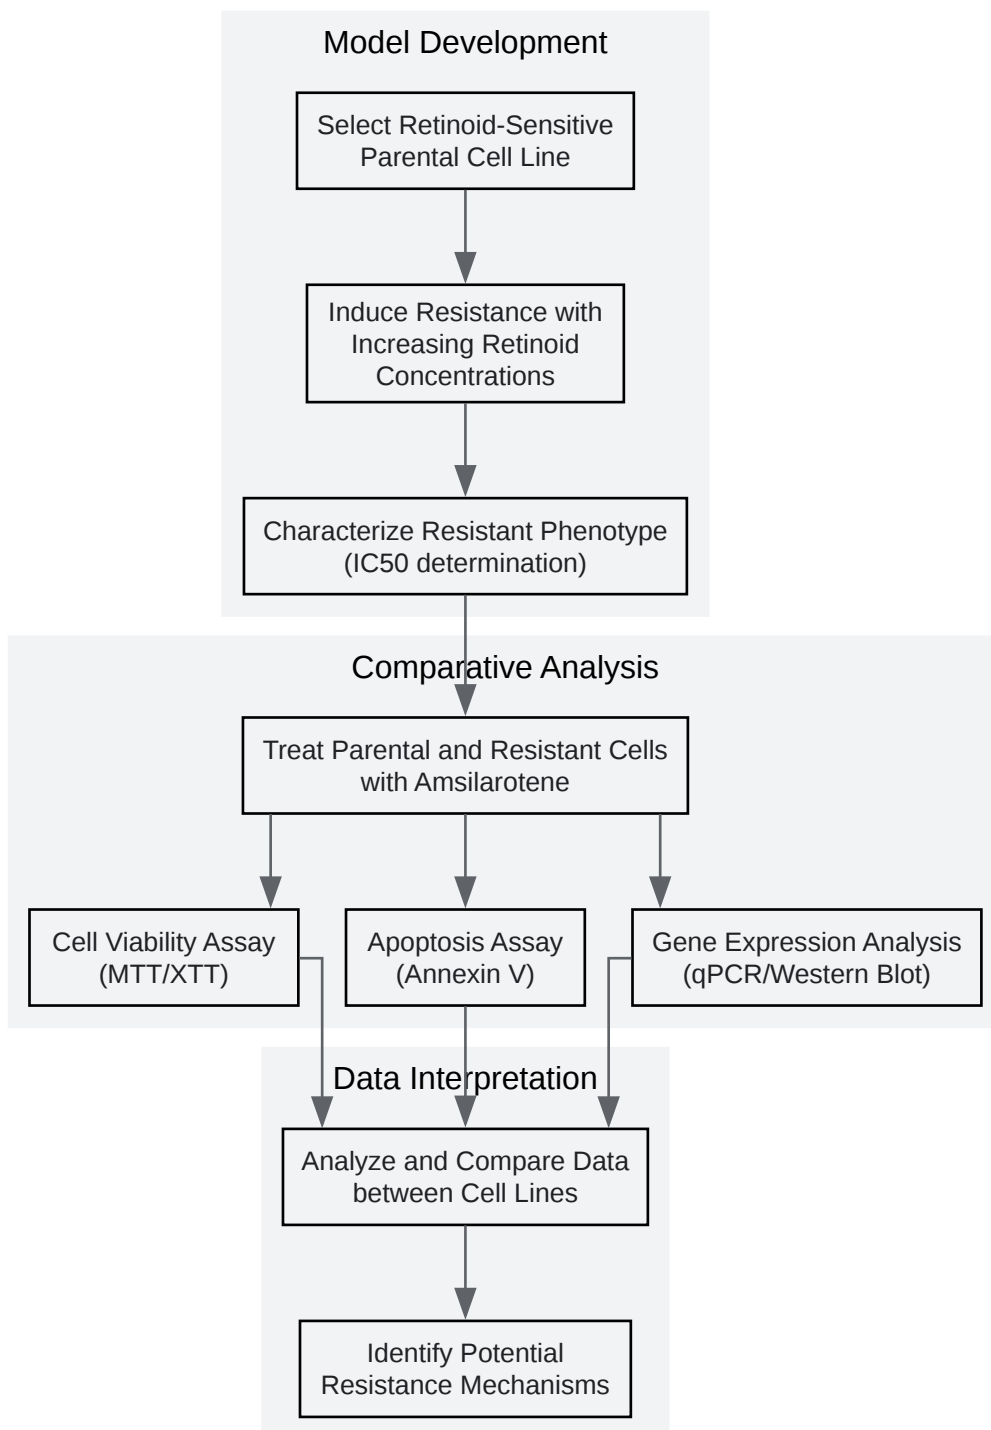 Model Development
Select Retinoid-Sensitive
Parental Cell Line
Induce Resistance with
Increasing Retinoid
Concentrations
Characterize Resistant Phenotype
(IC50 determination)
Comparative Analysis
Treat Parental and Resistant Cells
with Amsilarotene
Cell Viability Assay
(MTT/XTT)
Apoptosis Assay
(Annexin V)
Gene Expression Analysis
(qPCR/Western Blot)
Data Interpretation
Analyze and Compare Data
between Cell Lines
Identify Potential
Resistance Mechanisms